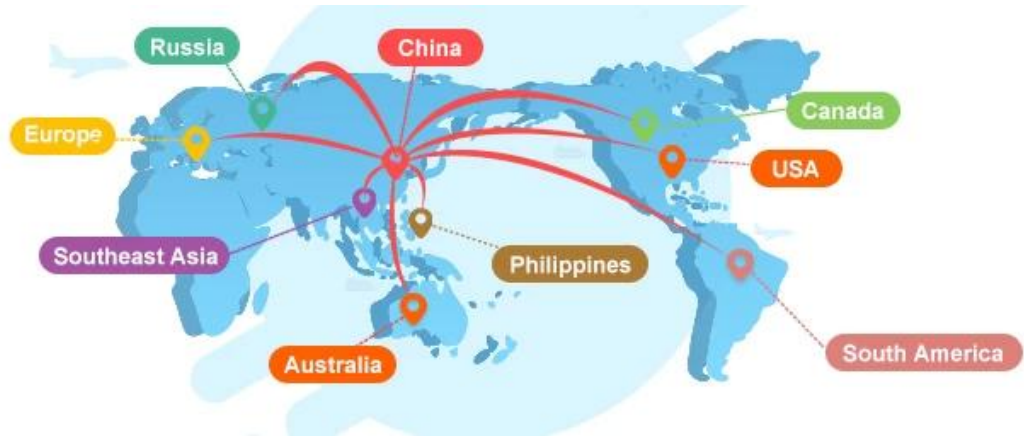 Russia
China
Europe
Canada
USA
Southeast Asia
Philippines
Australia
South America